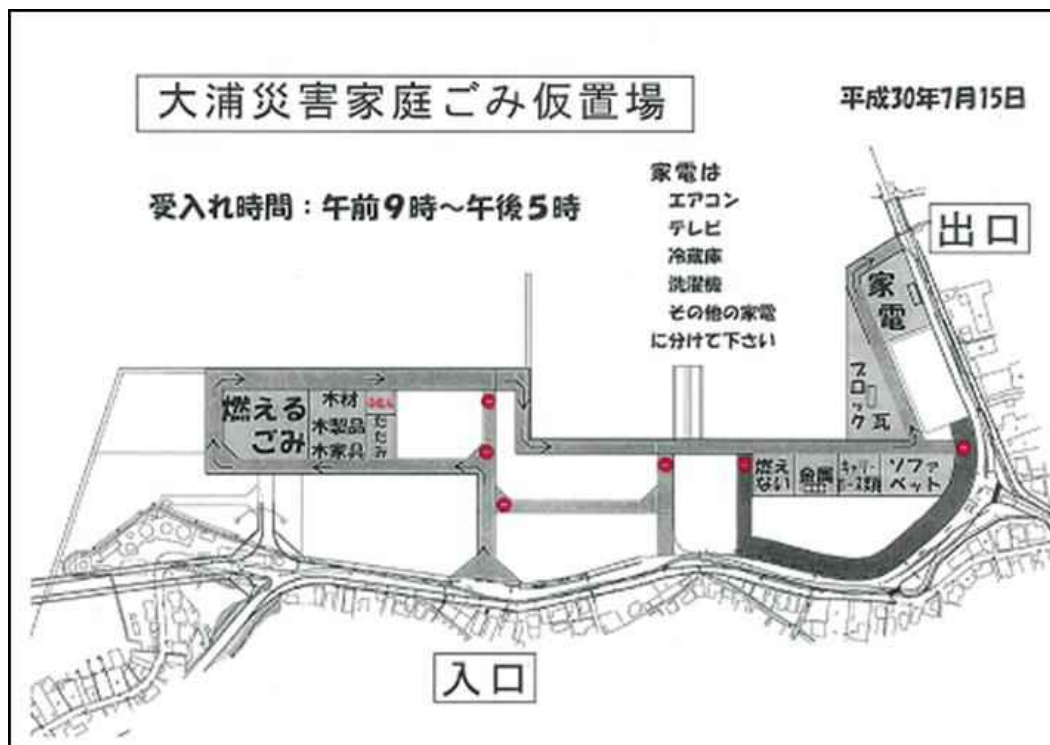 大浦災害家庭ごみ仮置場
平成30年7月15日
受入れ時間：午前9時～午後5時
家電は
エアコン
テレビ
冷蔵庫
洗濯機
その他の家電
に分けて下さい
出口
家電
ブロック
瓦
燃える
ごみ
木材
木製品
木家具
たたみ
燃え
ない
金属
ソファ
ベット
入口